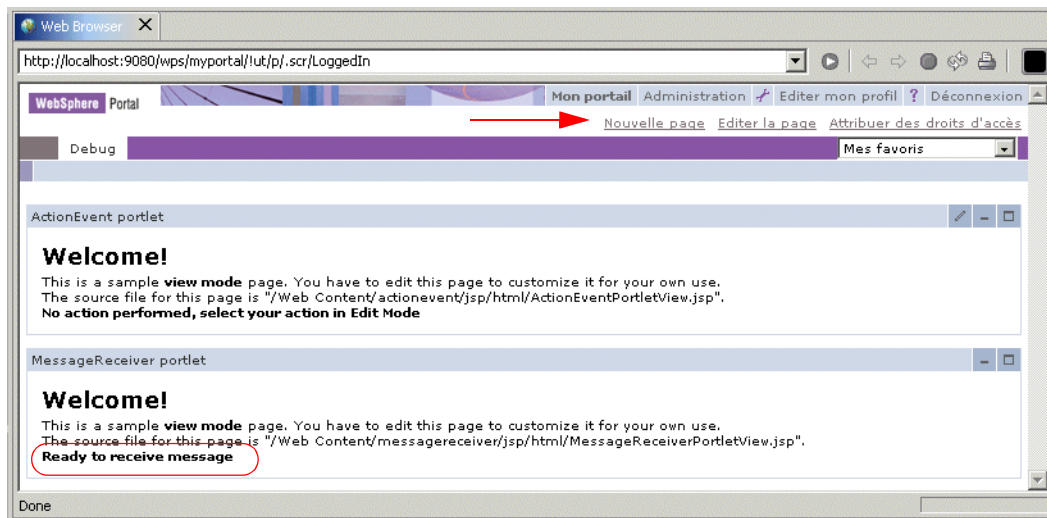 Web Browser
http://localhost:9080/wps/myportal/!ut/p/.scr/LoggedIn
WebSphere Portal
Mon portail Administration Editer mon profil ? Déconnexion
Nouvelle page Editer la page Attribuer des droits d'accès
Debug
Mes favoris
ActionEvent portlet
Welcome!
This is a sample view mode page. You have to edit this page to customize it for your own use.
The source file for this page is "/Web Content/actionevent/jsp/html/ActionEventPortletView.jsp".
No action performed, select your action in Edit Mode
MessageReceiver portlet
Welcome!
This is a sample view mode page. You have to edit this page to customize it for your own use.
The source file for this page is "/Web Content/messagereceiver/jsp/html/MessageReceiverPortletView.jsp".
Ready to receive message
Done